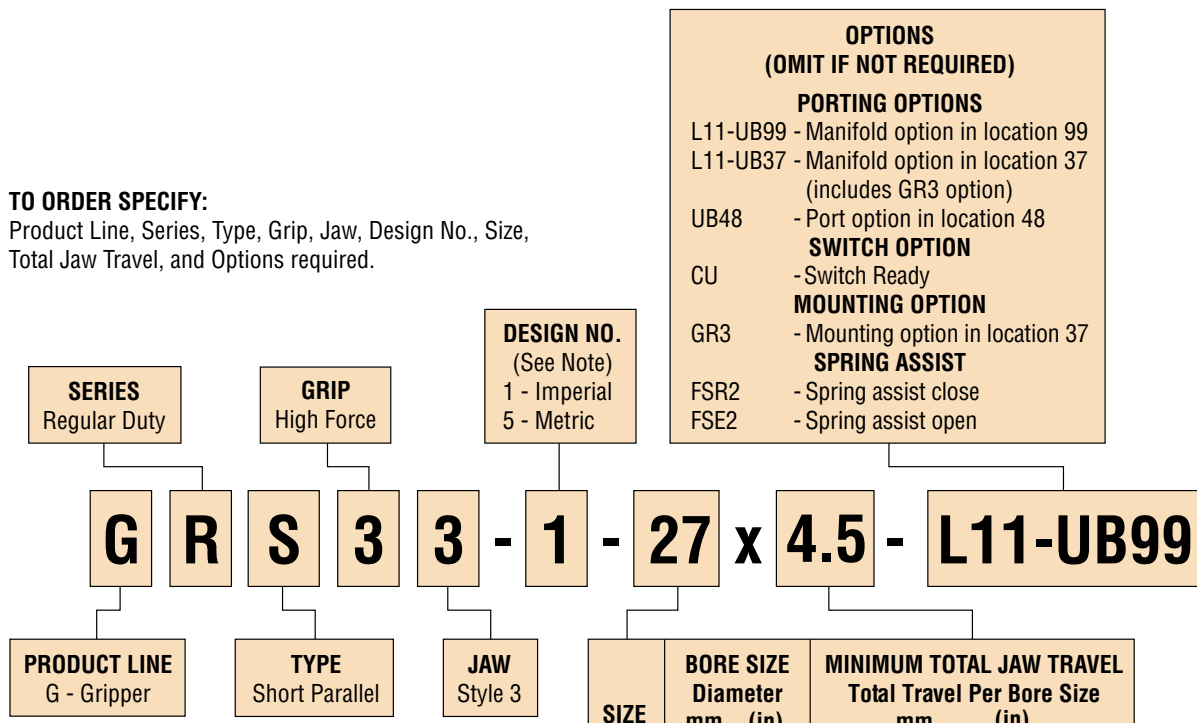 OPTIONS
(OMIT IF NOT REQUIRED)
PORTING OPTIONS
L11-UB99 - Manifold option in location 99
L11-UB37 - Manifold option in location 37
(includes GR3 option)
UB48 - Port option in location 48
SWITCH OPTION
CU - Switch Ready
MOUNTING OPTION
GR3 - Mounting option in location 37
SPRING ASSIST
FSR2 - Spring assist close
FSE2 - Spring assist open
TO ORDER SPECIFY:
Product Line, Series, Type, Grip, Jaw, Design No., Size,
Total Jaw Travel, and Options required.
DESIGN NO.
(See Note)
1 - Imperial
5 - Metric
SERIES
Regular Duty
GRIP
High Force
G R S 3 3 - 1 - 27 x 4.5 - L11-UB99
PRODUCT LINE
G - Gripper
TYPE
Short Parallel
JAW
Style 3
SIZE
BORE SIZE
Diameter
mm (in)
MINIMUM TOTAL JAW TRAVEL
Total Travel Per Bore Size
mm (in)